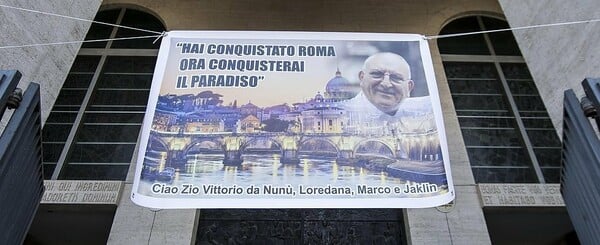 "HAI CONQUISTATO ROMA
ORA CONQUISTERAI
IL PARADISO"
Ciao Zio Vittorio da Nunù, Loredana, Marco e Jaklin